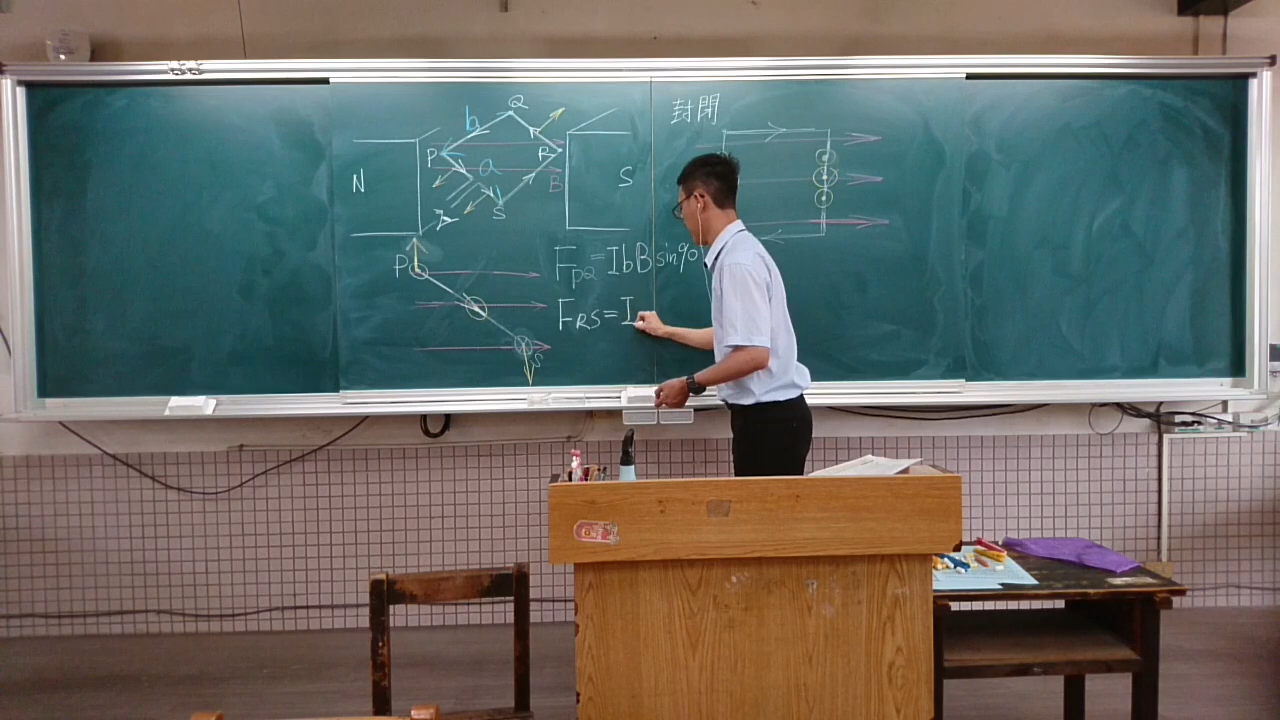 封閉
Q
b
P
R
a
N
B
S
S
I
P
S
F_PQ = IbB sin90
F_RS = I